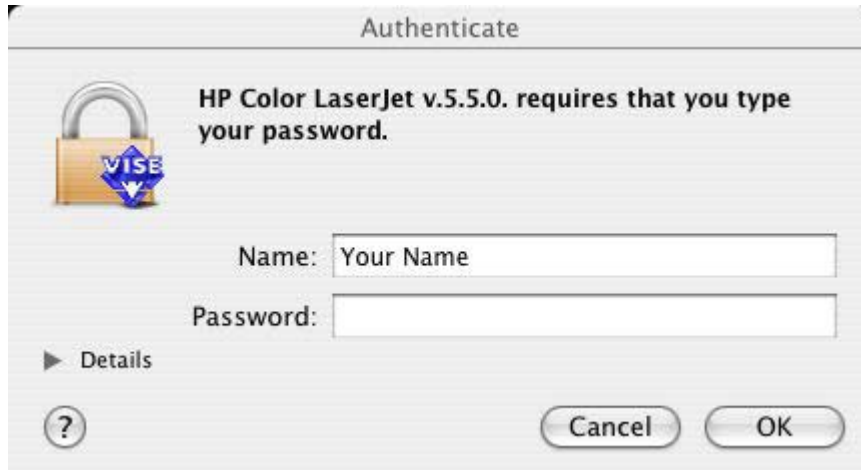 Authenticate
HP Color LaserJet v.5.5.0. requires that you type
your password.
VISE
Name: Your Name
Password:
Details
?
Cancel OK